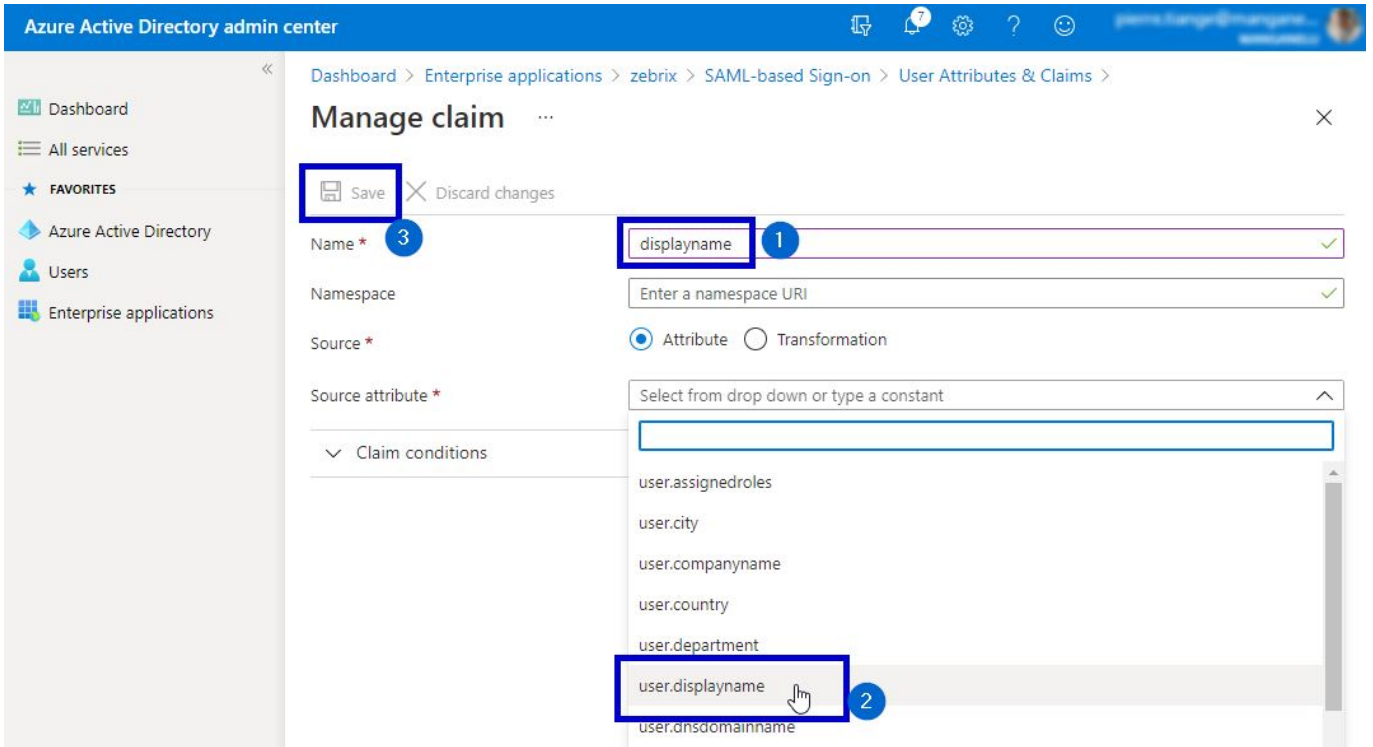 Azure Active Directory admin center
7
Dashboard > Enterprise applications > zebrix > SAML-based Sign-on > User Attributes & Claims >
Manage claim ...
Dashboard
All services
FAVORITES
Azure Active Directory
Users
Enterprise applications
Save
Discard changes
3
Name *
displayname
1
Namespace
Enter a namespace URI
Source *
Attribute
Transformation
Source attribute *
Select from drop down or type a constant
Claim conditions
user.assignedroles
user.city
user.companyname
user.country
user.department
user.displayname
2
user.dnsdomainname